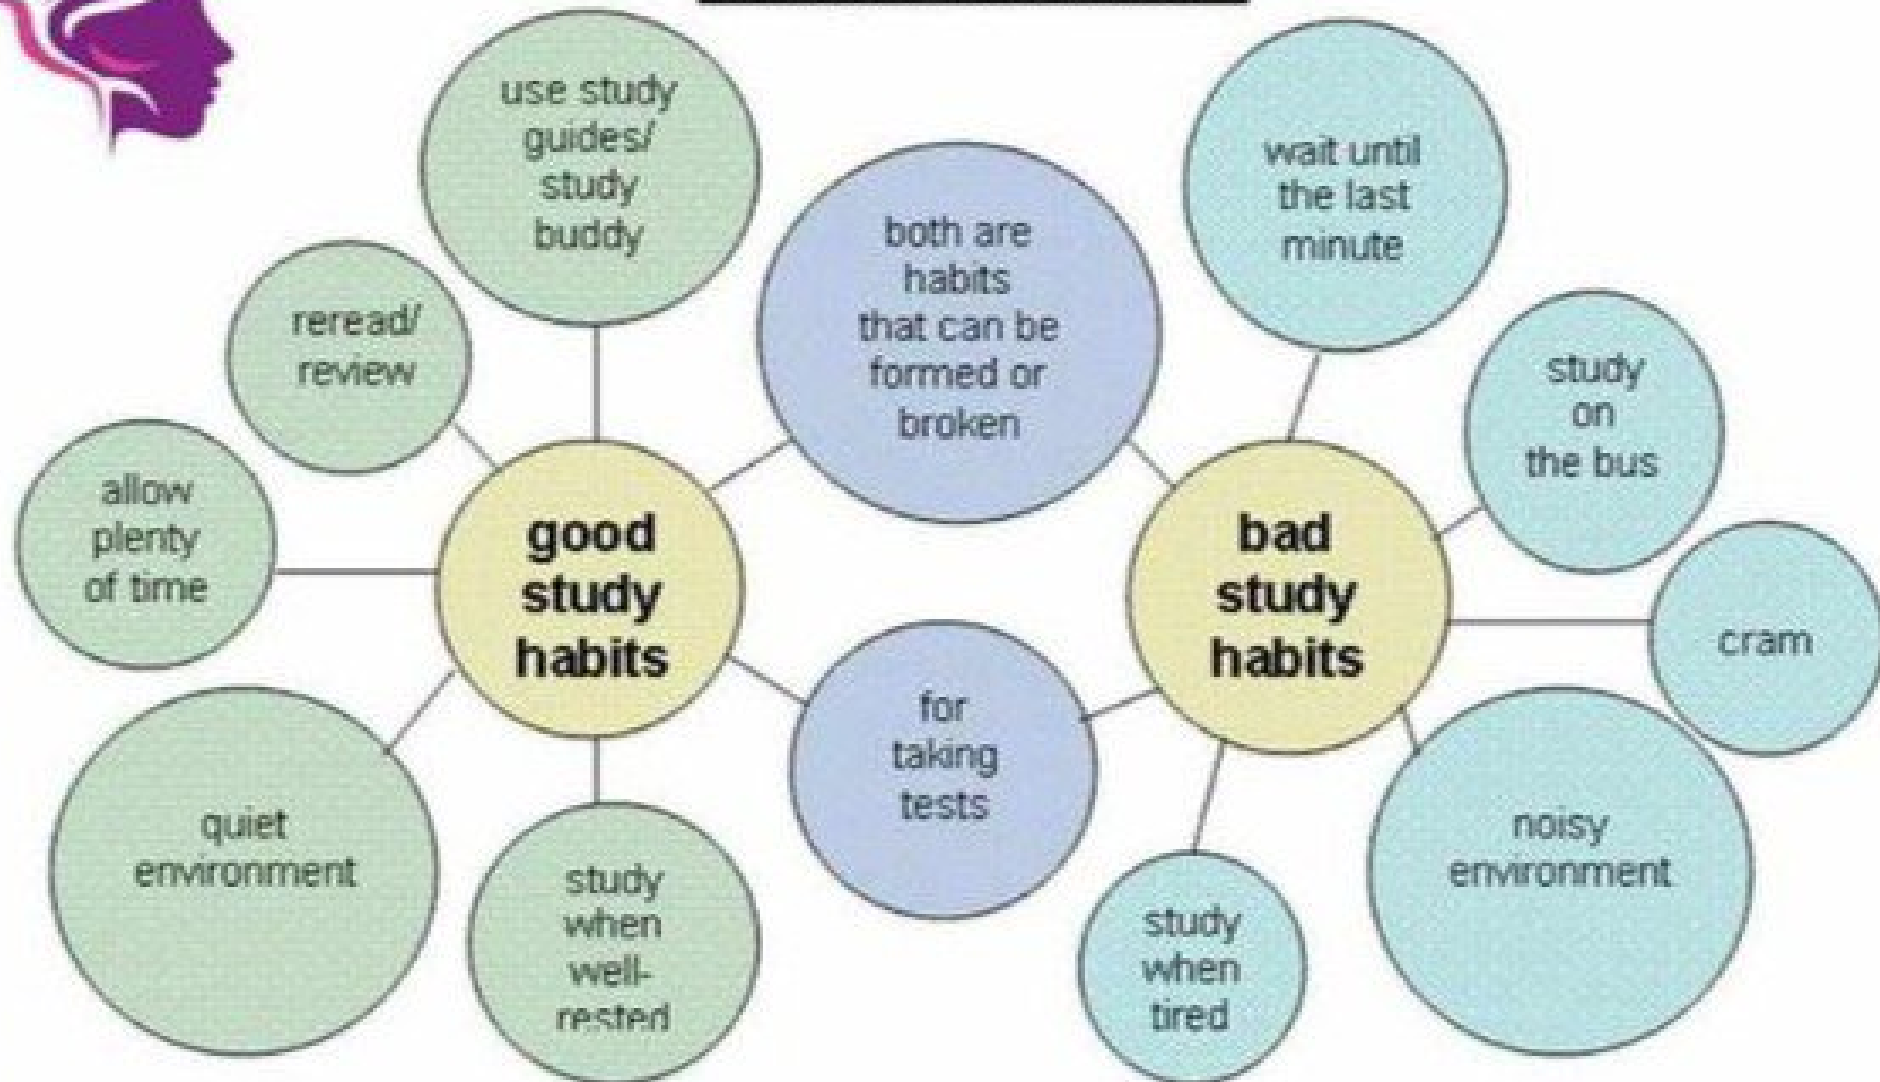 use study
guides/
study
buddy
both are
habits
that can be
formed or
broken
wait until
the last
minute
reread/
review
study
on
the bus
allow
plenty
of time
good
study
habits
bad
study
habits
cram
for
taking
tests
quiet
environment
noisy
environment
study
when
well-
rested
study
when
tired